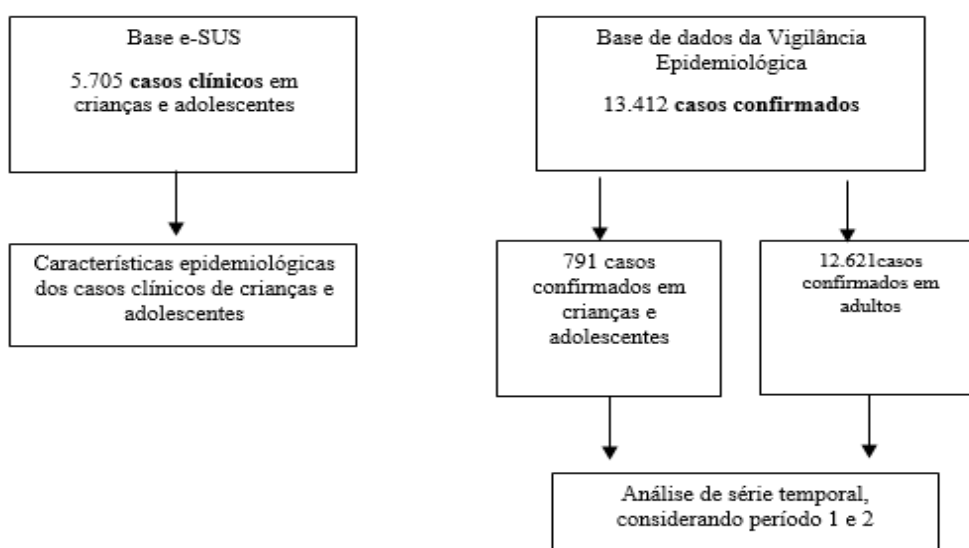 Base e-SUS
5.705 casos clínicos em
crianças e adolescentes
Características epidemiológicas
dos casos clínicos de crianças e
adolescentes
Base de dados da Vigilância
Epidemiológica
13.412 casos confirmados
791 casos
confirmados em
crianças e
adolescentes
12.621casos
confirmados em
adultos
Análise de série temporal,
considerando período 1 e 2